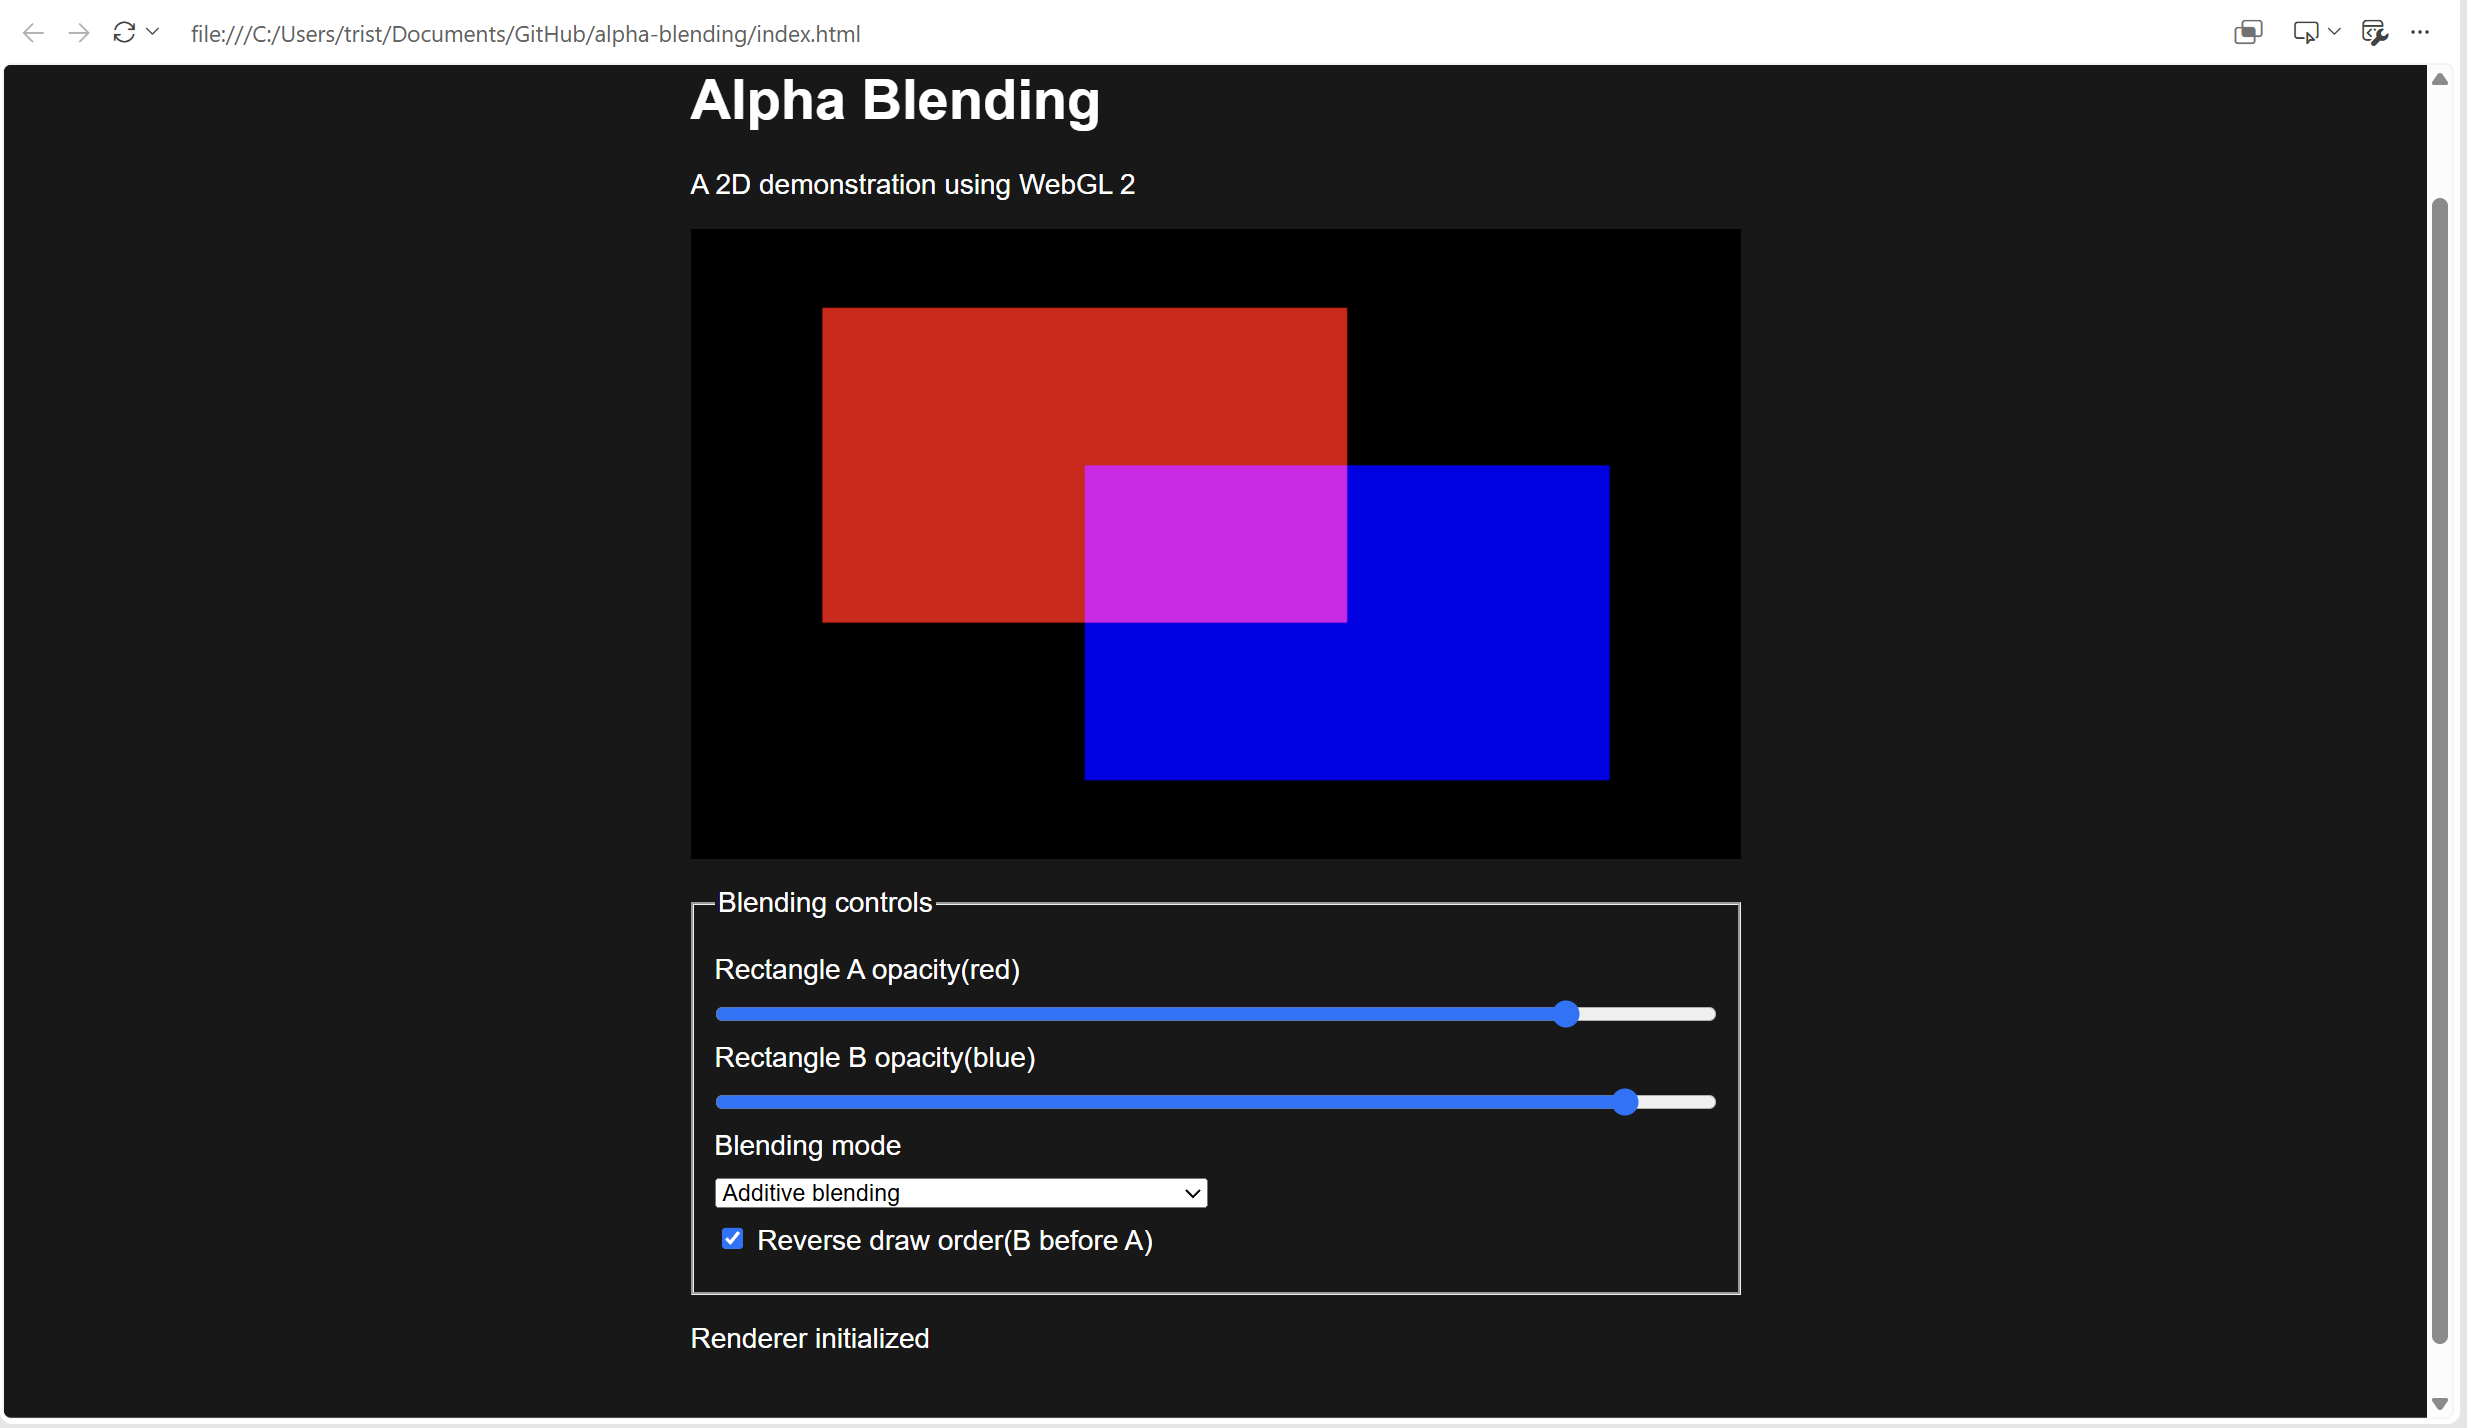 file:///C:/Users/trist/Documents/GitHub/alpha-blending/index.html
Alpha Blending
A 2D demonstration using WebGL 2
Blending controls
Rectangle A opacity(red)
Rectangle B opacity(blue)
Blending mode
Additive blending
Reverse draw order(B before A)
Renderer initialized